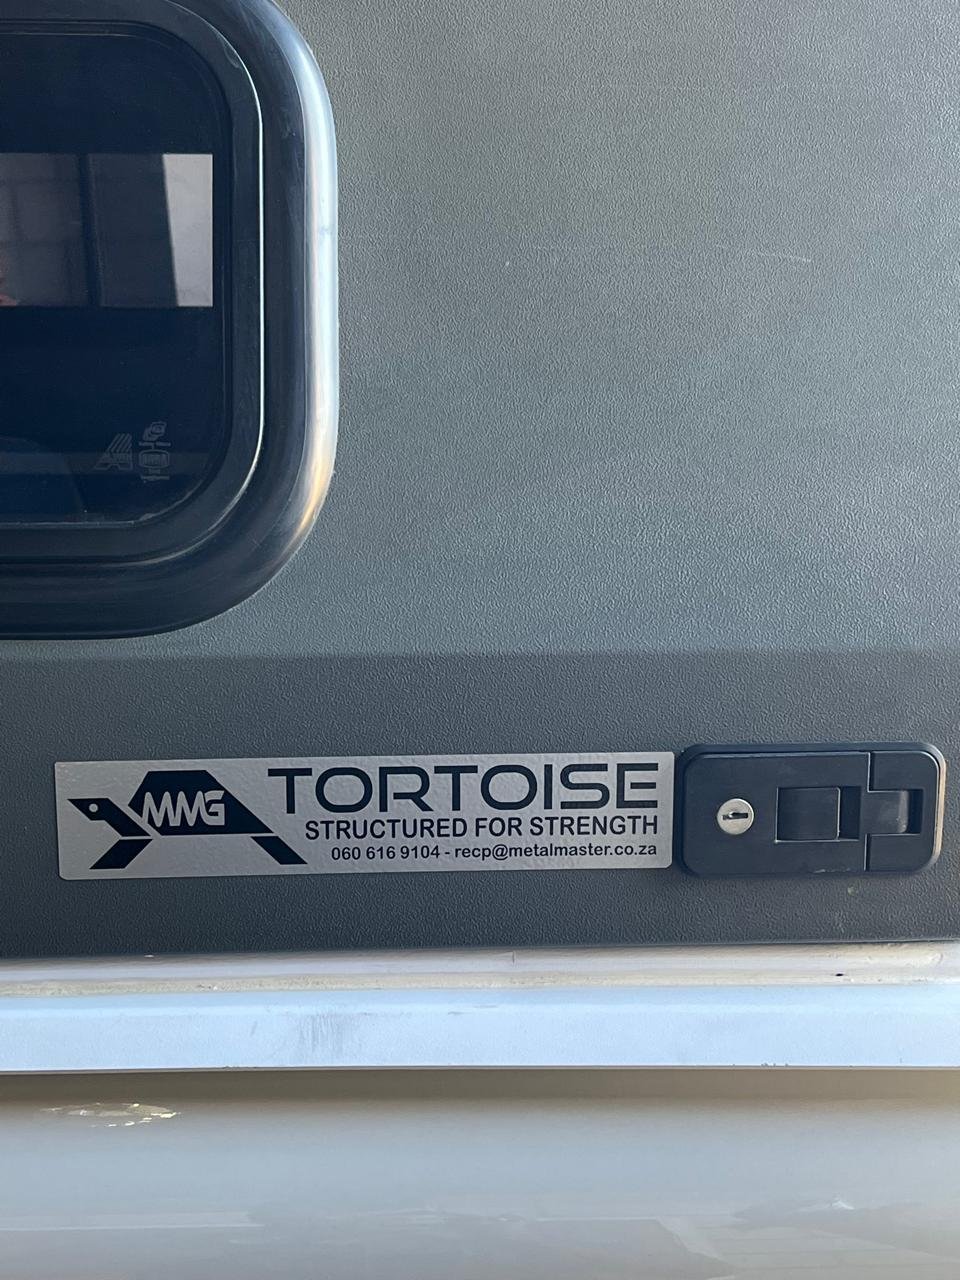 MMG
TORTOISE
STRUCTURED FOR STRENGTH
060 616 9104 - recp@metalmaster.co.za